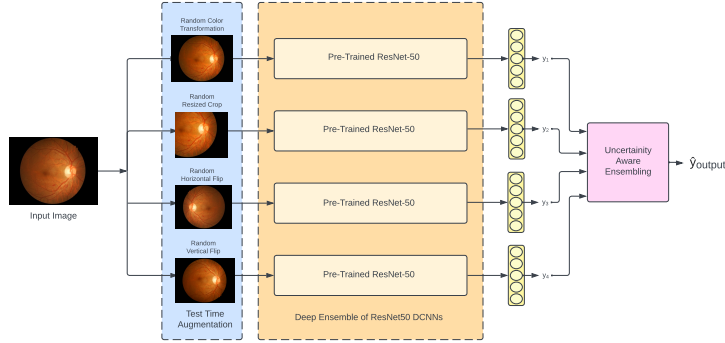 Random Color
Transformation
Pre-Trained ResNet-50
y₁
Random
Resized Crop
Pre-Trained ResNet-50
y₂
Input Image
Random
Horizontal Flip
Pre-Trained ResNet-50
y₃
Random
Vertical Flip
Pre-Trained ResNet-50
y₄
Uncertainity
Aware
Ensembling
ŷoutput
Test Time
Augmentation
Deep Ensemble of ResNet50 DCNNs